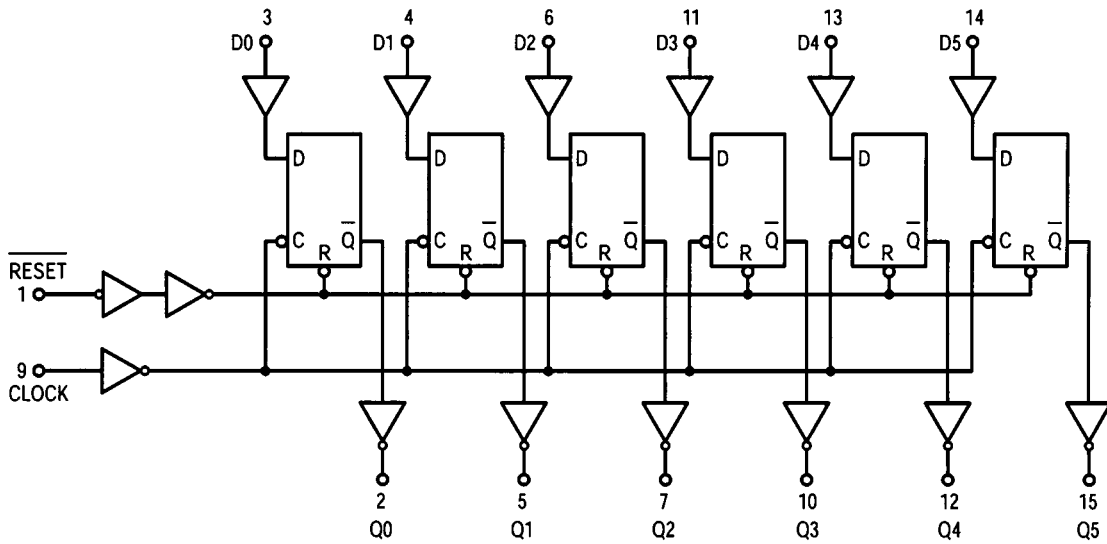 3 4 6 11 13 14
D0 D1 D2 D3 D4 D5
D D D D D D
C R Q̅ C R Q̅ C R Q̅ C R Q̅ C R Q̅ C R Q̅
R̅E̅S̅E̅T̅
1
9
CLOCK
2 5 7 10 12 15
Q0 Q1 Q2 Q3 Q4 Q5